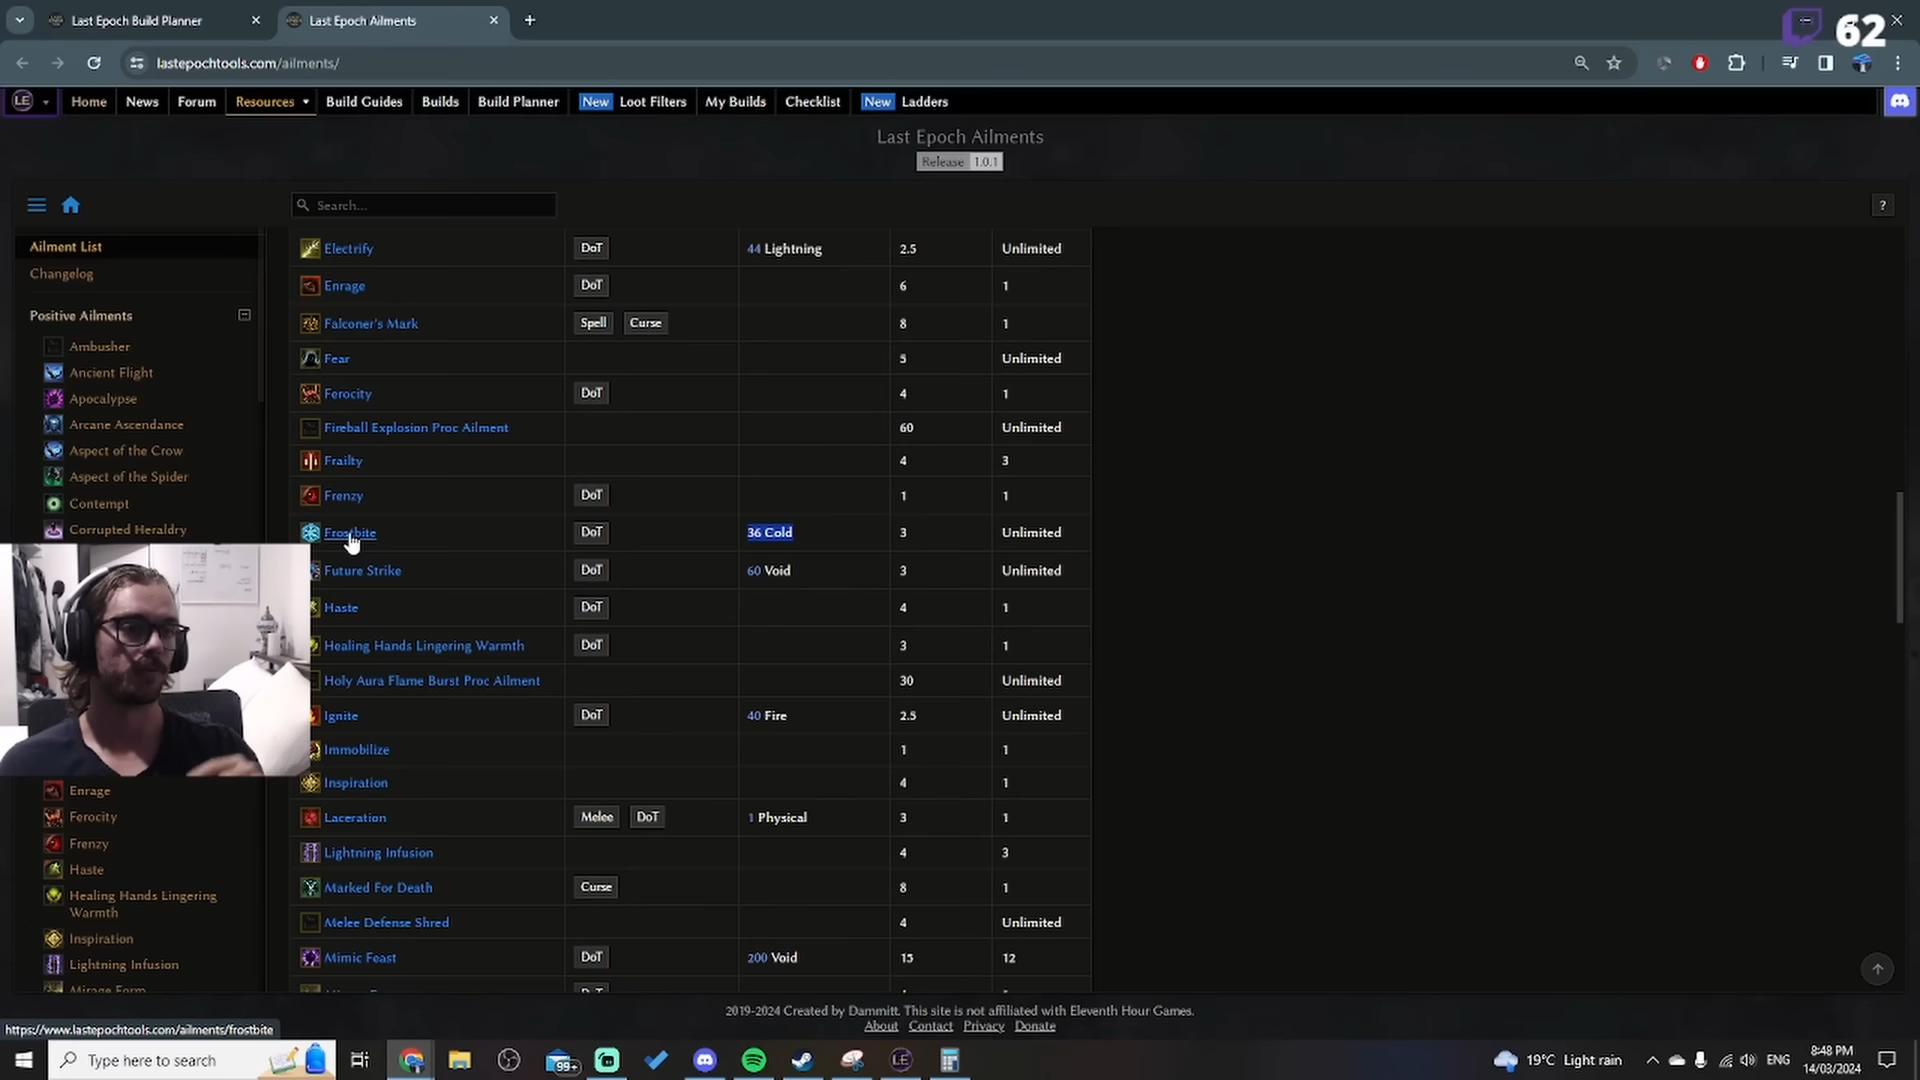 Last Epoch Build Planner
Last Epoch Ailments
62
lastepochtools.com/ailments/
LE
Home
News
Forum
Resources
Build Guides
Builds
Build Planner
New Loot Filters
My Builds
Checklist
New Ladders
Last Epoch Ailments
Release 1.0.1
Search...
?
Ailment List
Changelog
Positive Ailments
Ambusher
Ancient Flight
Apocalypse
Arcane Ascendance
Aspect of the Crow
Aspect of the Spider
Contempt
Corrupted Heraldry
Enrage
Ferocity
Frenzy
Haste
Healing Hands Lingering
Warmth
Inspiration
Lightning Infusion
Mirage Form
Electrify DoT 44 Lightning 2.5 Unlimited
Enrage DoT 6 1
Falconer's Mark Spell Curse 8 1
Fear 5 Unlimited
Ferocity DoT 4 1
Fireball Explosion Proc Ailment 60 Unlimited
Frailty 4 3
Frenzy DoT 1 1
Frostbite DoT 36 Cold 3 Unlimited
Future Strike DoT 60 Void 3 Unlimited
Haste DoT 4 1
Healing Hands Lingering Warmth DoT 3 1
Holy Aura Flame Burst Proc Ailment 30 Unlimited
Ignite DoT 40 Fire 2.5 Unlimited
Immobilize 1 1
Inspiration 4 1
Laceration Melee DoT 1 Physical 3 1
Lightning Infusion 4 3
Marked For Death Curse 8 1
Melee Defense Shred 4 Unlimited
Mimic Feast DoT 200 Void 15 12
2019-2024 Created by Dammitt. This site is not affiliated with Eleventh Hour Games.
About Contact Privacy Donate
https://www.lastepochtools.com/ailments/frostbite
Type here to search
99+
LE
19°C Light rain
ENG
8:48 PM
14/03/2024